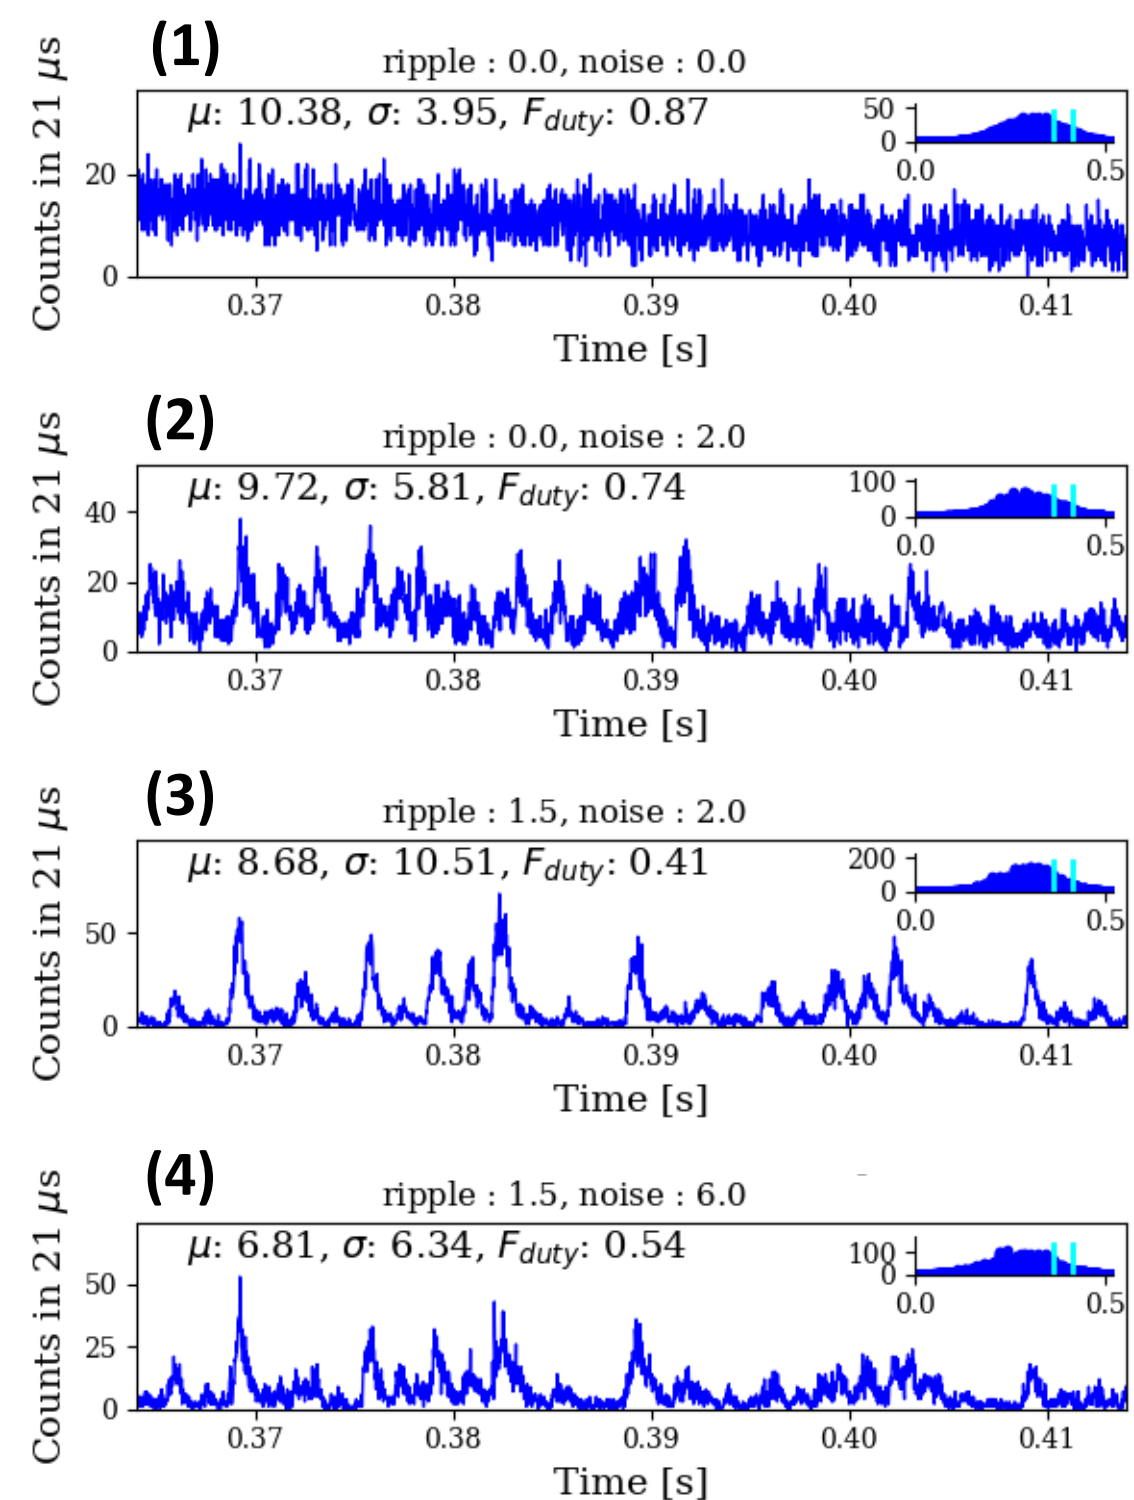 (1)
ripple : 0.0, noise : 0.0
Counts in 21 μs
μ: 10.38, σ: 3.95, F_duty: 0.87
50
0
0.0 0.5
20
0
0.37 0.38 0.39 0.40 0.41
Time [s]
(2)
ripple : 0.0, noise : 2.0
Counts in 21 μs
μ: 9.72, σ: 5.81, F_duty: 0.74
100
0
0.0 0.5
40
20
0
0.37 0.38 0.39 0.40 0.41
Time [s]
(3)
ripple : 1.5, noise : 2.0
Counts in 21 μs
μ: 8.68, σ: 10.51, F_duty: 0.41
200
0
0.0 0.5
50
0
0.37 0.38 0.39 0.40 0.41
Time [s]
(4)
ripple : 1.5, noise : 6.0
Counts in 21 μs
μ: 6.81, σ: 6.34, F_duty: 0.54
100
0
0.0 0.5
50
25
0
0.37 0.38 0.39 0.40 0.41
Time [s]